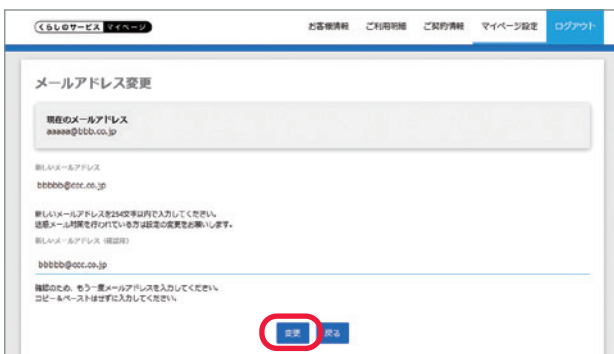 くらしのサービス マイページ
お客様情報 ご利用明細 ご契約情報 マイページ設定 ログアウト
メールアドレス変更
現在のメールアドレス
aaaaa@bbb.co.jp
新しいメールアドレス
bbbbb@ccc.co.jp
新しいメールアドレスを254文字以内で入力してください。
迷惑メール対策を行われている方は設定の変更をお願いします。
新しいメールアドレス（確認用）
bbbbb@ccc.co.jp
確認のため、もう一度メールアドレスを入力してください。
コピー＆ペーストはせずに入力してください。
変更 戻る